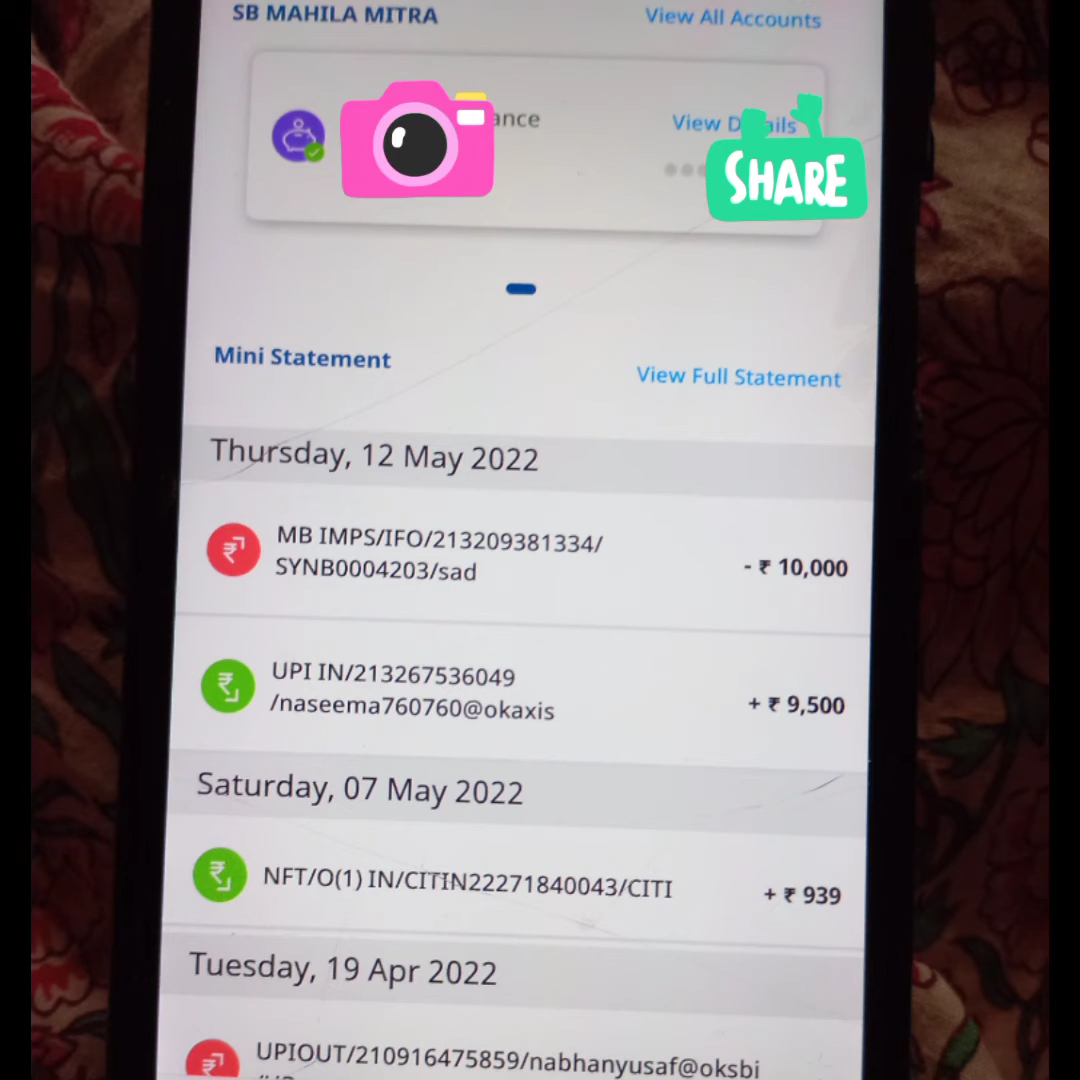 SB MAHILA MITRA
View All Accounts
ance
View D ails
SHARE
Mini Statement
View Full Statement
Thursday, 12 May 2022
MB IMPS/IFO/213209381334/
SYNB0004203/sad
- ₹ 10,000
UPI IN/213267536049
/naseema760760@okaxis
+ ₹ 9,500
Saturday, 07 May 2022
NFT/O(1) IN/CITIN22271840043/CITI
+ ₹ 939
Tuesday, 19 Apr 2022
UPIOUT/210916475859/nabhanyusaf@oksbi